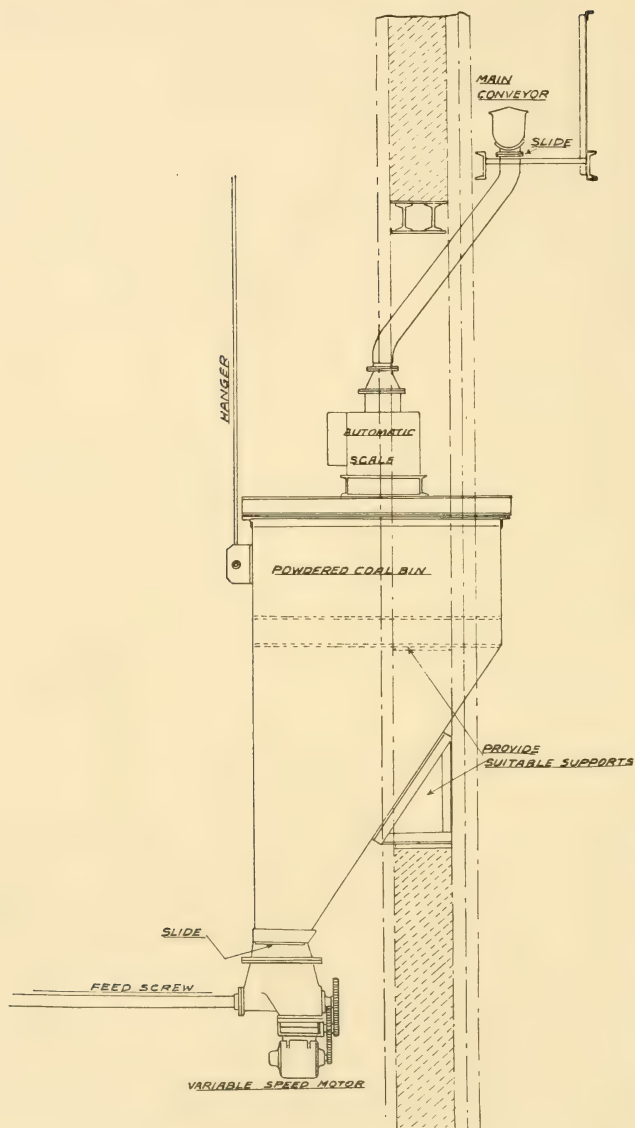 MAIN
CONVEYOR
SLIDE
HANGER
AUTOMATIC
SCALE
POWDERED COAL BIN
PROVIDE
SUITABLE SUPPORTS
SLIDE
FEED SCREW
VARIABLE SPEED MOTOR